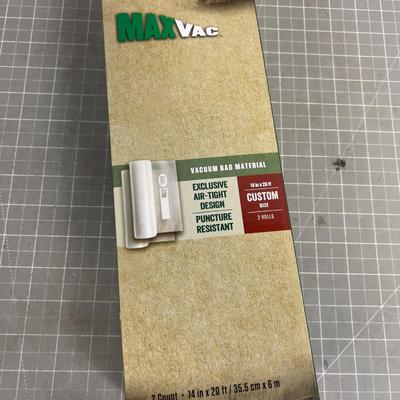 MAXVAC
VACUUM BAG MATERIAL
EXCLUSIVE
AIR-TIGHT
DESIGN
PUNCTURE
RESISTANT
14 in x 20 ft
CUSTOM
SIZE
2 ROLLS
2 Count • 14 in x 20 ft / 35.5 cm x 6 m